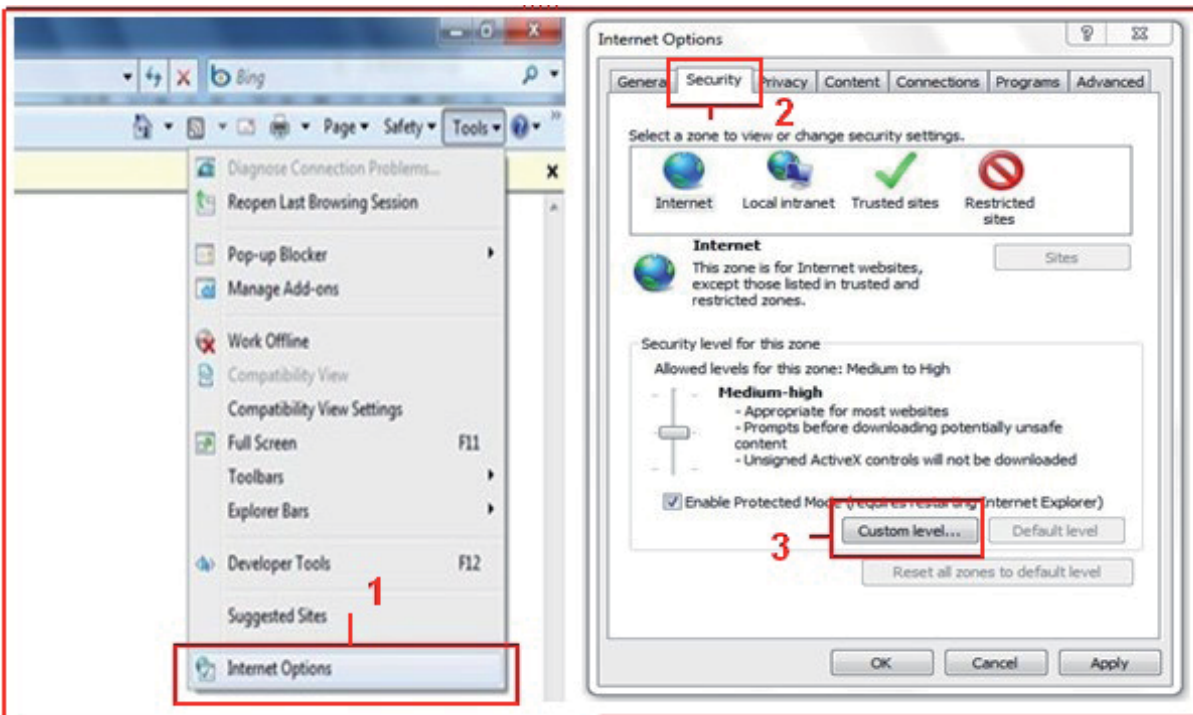 Bing
Page Safety Tools
Diagnose Connection Problems...
Reopen Last Browsing Session
Pop-up Blocker
Manage Add-ons
Work Offline
Compatibility View
Compatibility View Settings
Full Screen F11
Toolbars
Explorer Bars
Developer Tools F12
1
Suggested Sites
Internet Options
Internet Options
General Security Privacy Content Connections Programs Advanced
2
Select a zone to view or change security settings.
Internet Local intranet Trusted sites Restricted
sites
Internet
Sites
This zone is for Internet websites,
except those listed in trusted and
restricted zones.
Security level for this zone
Allowed levels for this zone: Medium to High
Medium-high
- Appropriate for most websites
- Prompts before downloading potentially unsafe
content
- Unsigned ActiveX controls will not be downloaded
Enable Protected Mode (requires restarting Internet Explorer)
3
Custom level... Default level
Reset all zones to default level
OK Cancel Apply